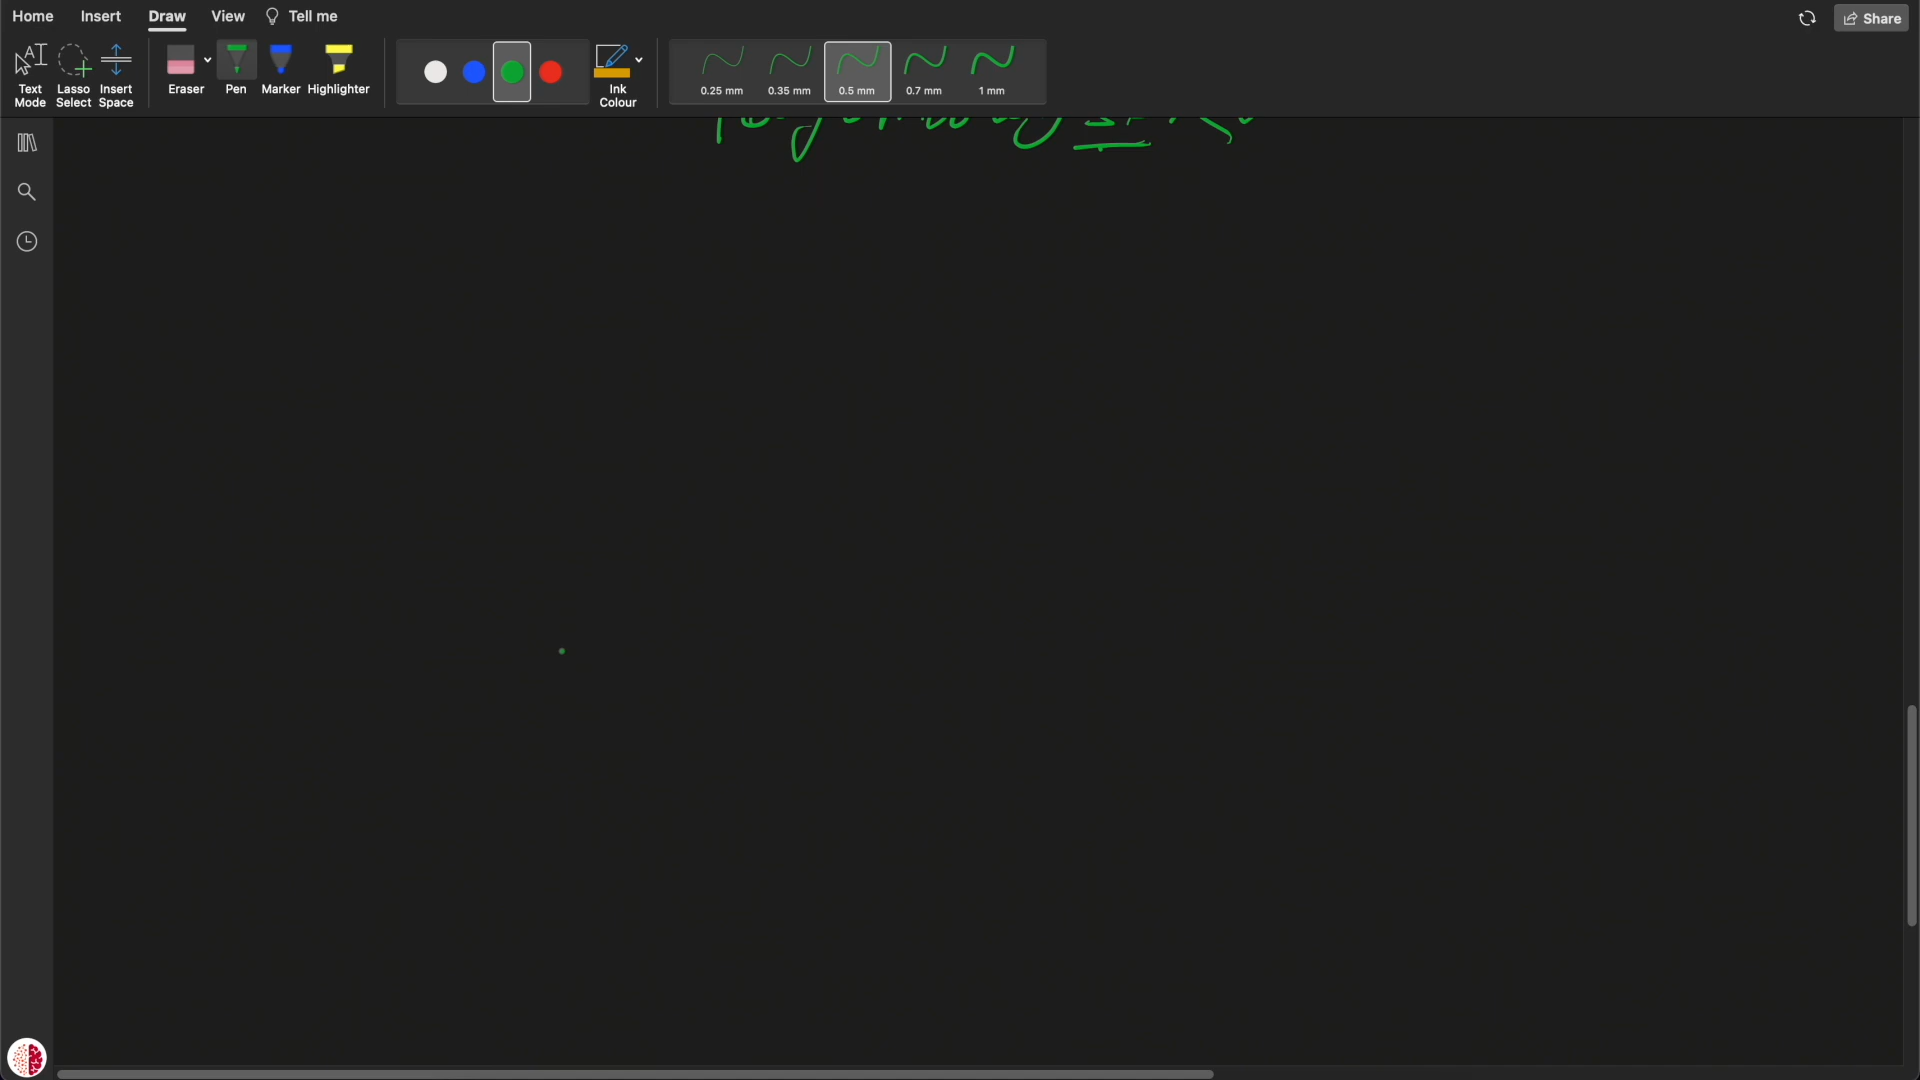 Home Insert Draw View Tell me Share
Text Mode Lasso Select Insert Space Eraser Pen Marker Highlighter Ink Colour 0.25 mm 0.35 mm 0.5 mm 0.7 mm 1 mm